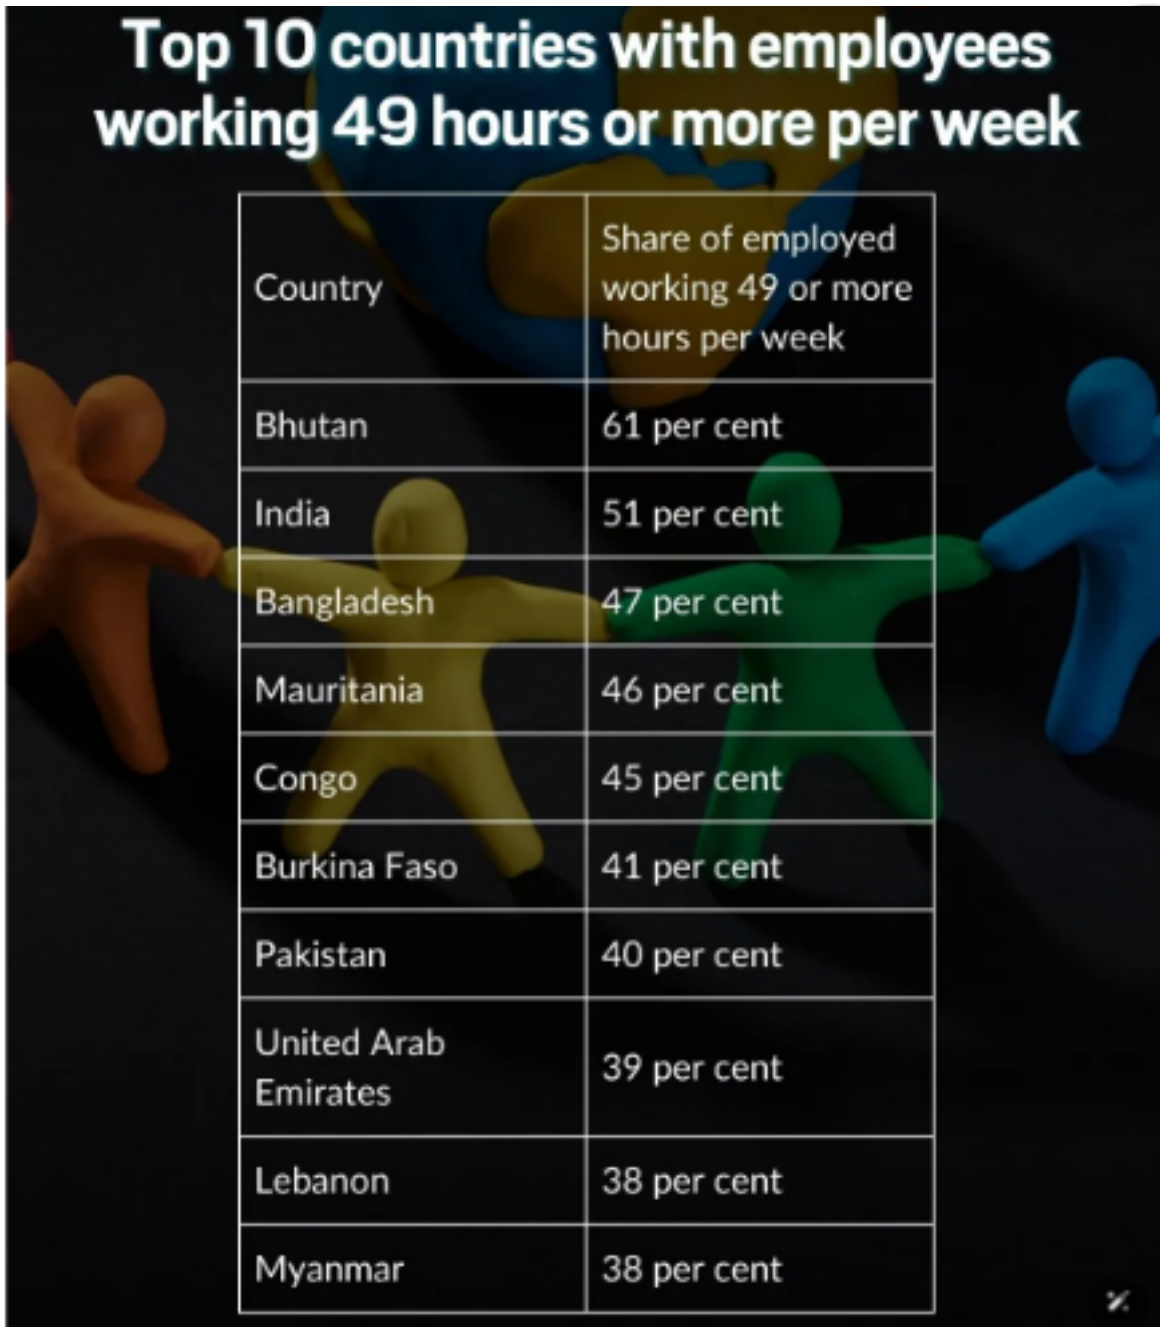 Top 10 countries with employees
working 49 hours or more per week
Country
Share of employed
working 49 or more
hours per week
Bhutan
61 per cent
India
51 per cent
Bangladesh
47 per cent
Mauritania
46 per cent
Congo
45 per cent
Burkina Faso
41 per cent
Pakistan
40 per cent
United Arab
Emirates
39 per cent
Lebanon
38 per cent
Myanmar
38 per cent